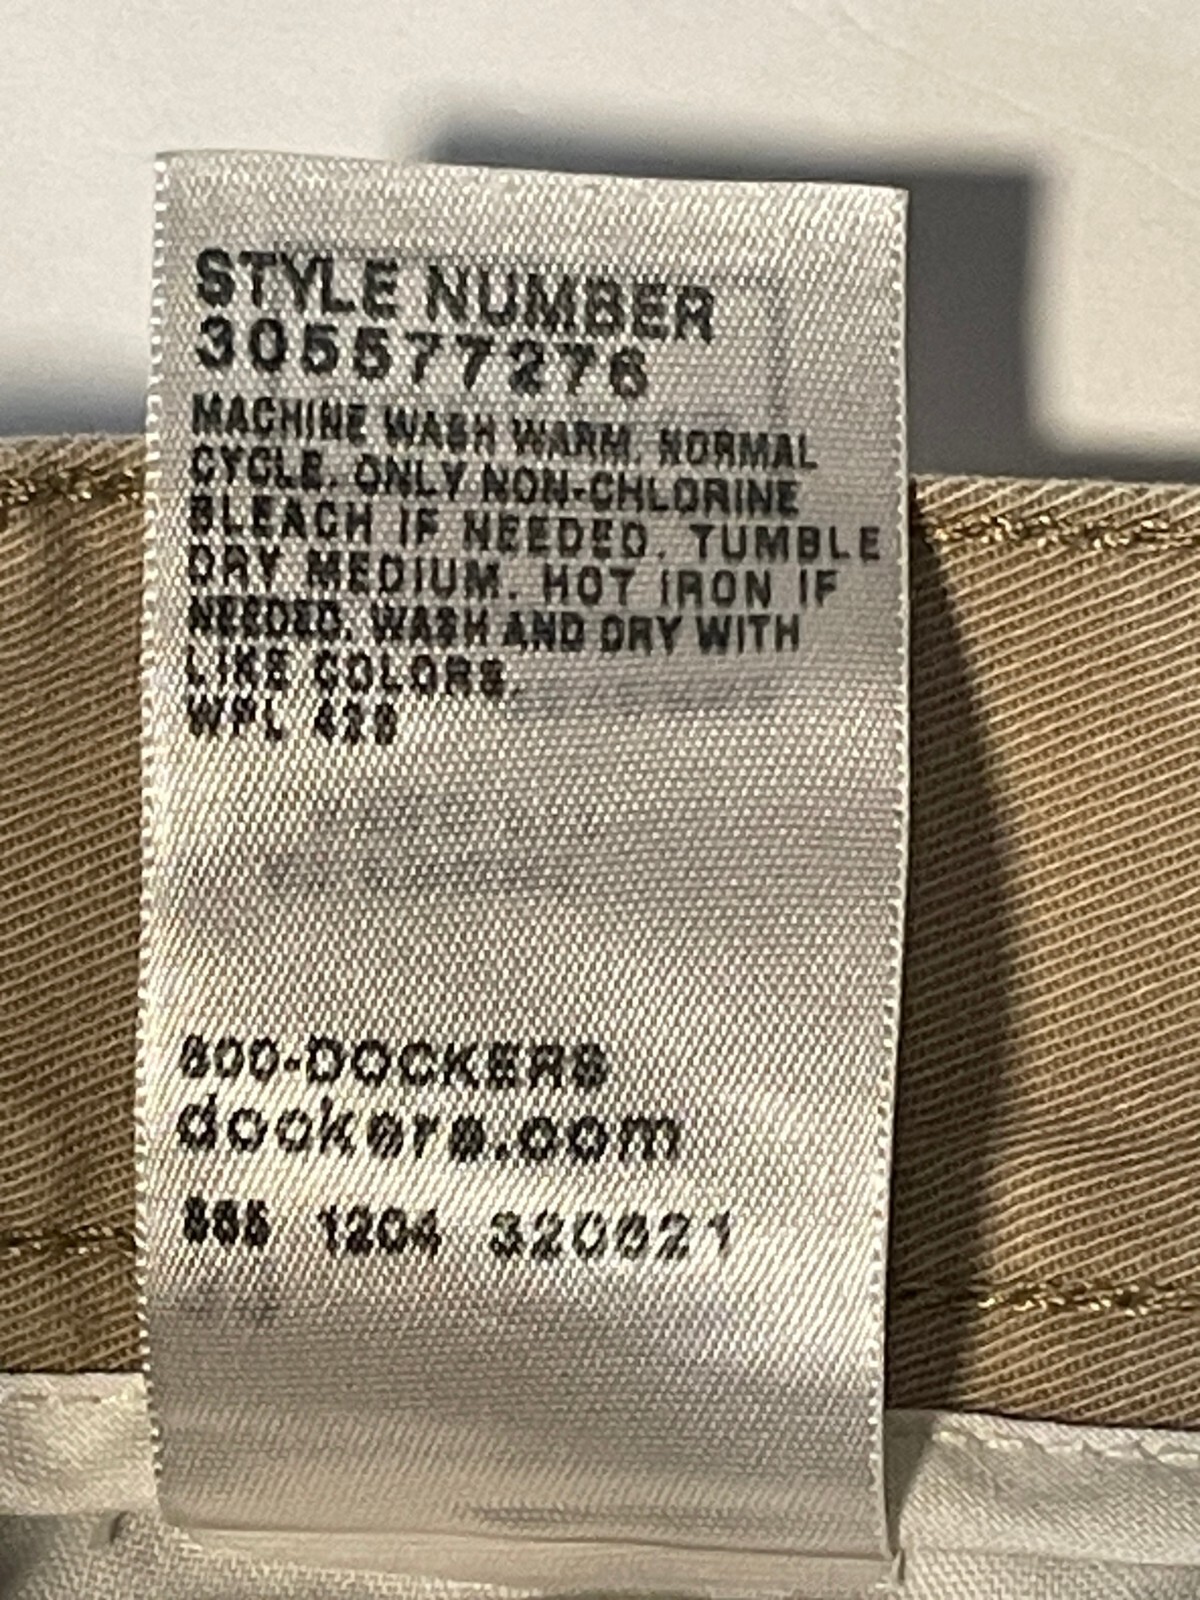 STYLE NUMBER
305577276
MACHINE WASH WARM. NORMAL
CYCLE. ONLY NON-CHLORINE
BLEACH IF NEEDED. TUMBLE
DRY MEDIUM. HOT IRON IF
NEEDED. WASH AND DRY WITH
LIKE COLORS.
WPL 423
800-DOCKERS
dockers.com
1204 320621